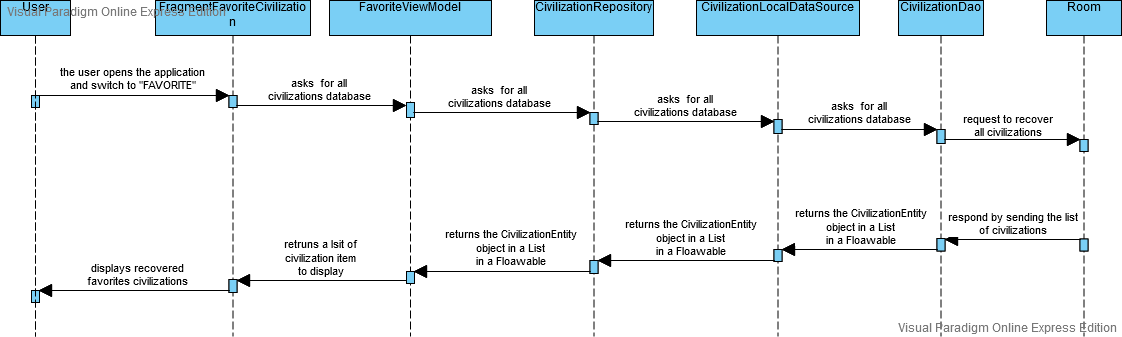 User
FragmentFavoriteCivilizatio
n
FavoriteViewModel
CivilizationRepository
CivilizationLocalDataSource
CivilizationDao
Room
Visual Paradigm Online Express Edition
the user opens the application
and switch to "FAVORITE"
asks for all
civilizations database
asks for all
civilizations database
asks for all
civilizations database
asks for all
civilizations database
request to recover
all civilizations
respond by sending the list
of civilizations
returns the CivilizationEntity
object in a List
in a Floawable
returns the CivilizationEntity
object in a List
in a Floawable
returns the CivilizationEntity
object in a List
in a Floawable
retruns a lsit of
civilization item
to display
displays recovered
favorites civilizations
Visual Paradigm Online Express Edition